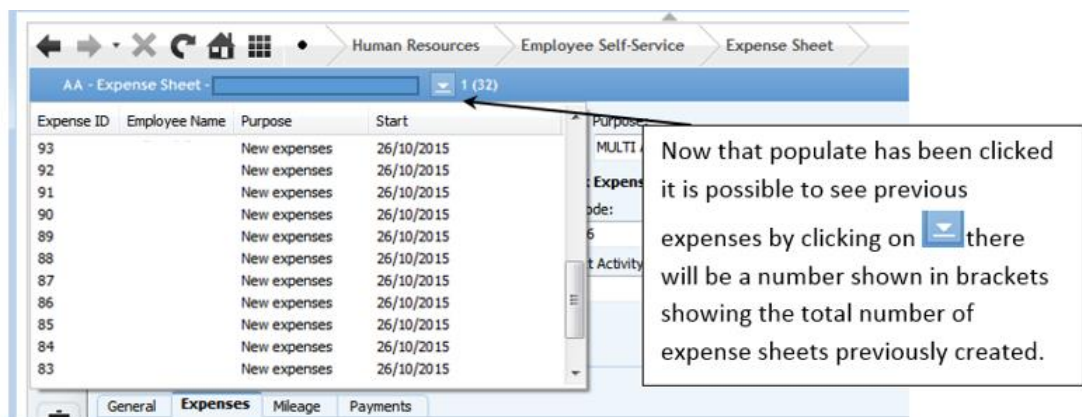 Human Resources Employee Self-Service Expense Sheet
AA - Expense Sheet - 1 (32)
Expense ID Employee Name Purpose Start
93 New expenses 26/10/2015
92 New expenses 26/10/2015
91 New expenses 26/10/2015
90 New expenses 26/10/2015
89 New expenses 26/10/2015
88 New expenses 26/10/2015
87 New expenses 26/10/2015
86 New expenses 26/10/2015
85 New expenses 26/10/2015
84 New expenses 26/10/2015
83 New expenses 26/10/2015
Purpose:
MULTI
Expens
ode:
6
t Activity
Now that populate has been clicked
it is possible to see previous
expenses by clicking on there
will be a number shown in brackets
showing the total number of
expense sheets previously created.
General Expenses Mileage Payments